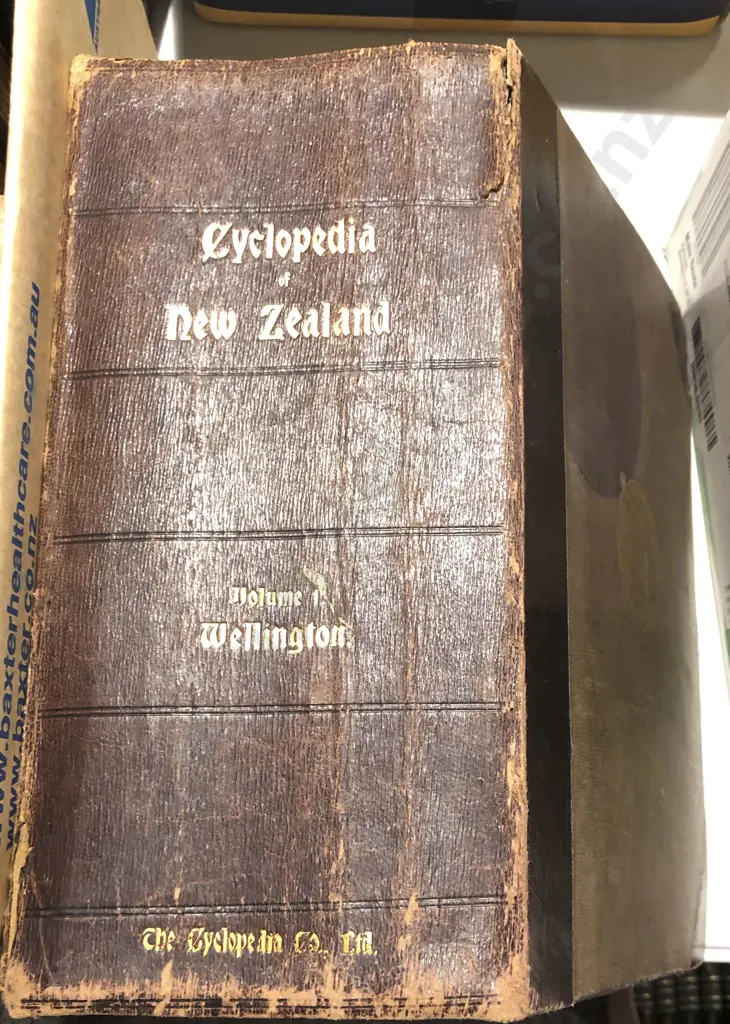 Cyclopedia
of
New Zealand
Volume 1
Wellington.
The Cyclopedia Co., Ltd.
www.baxterhealthcare.com.au
www.baxter.co.nz